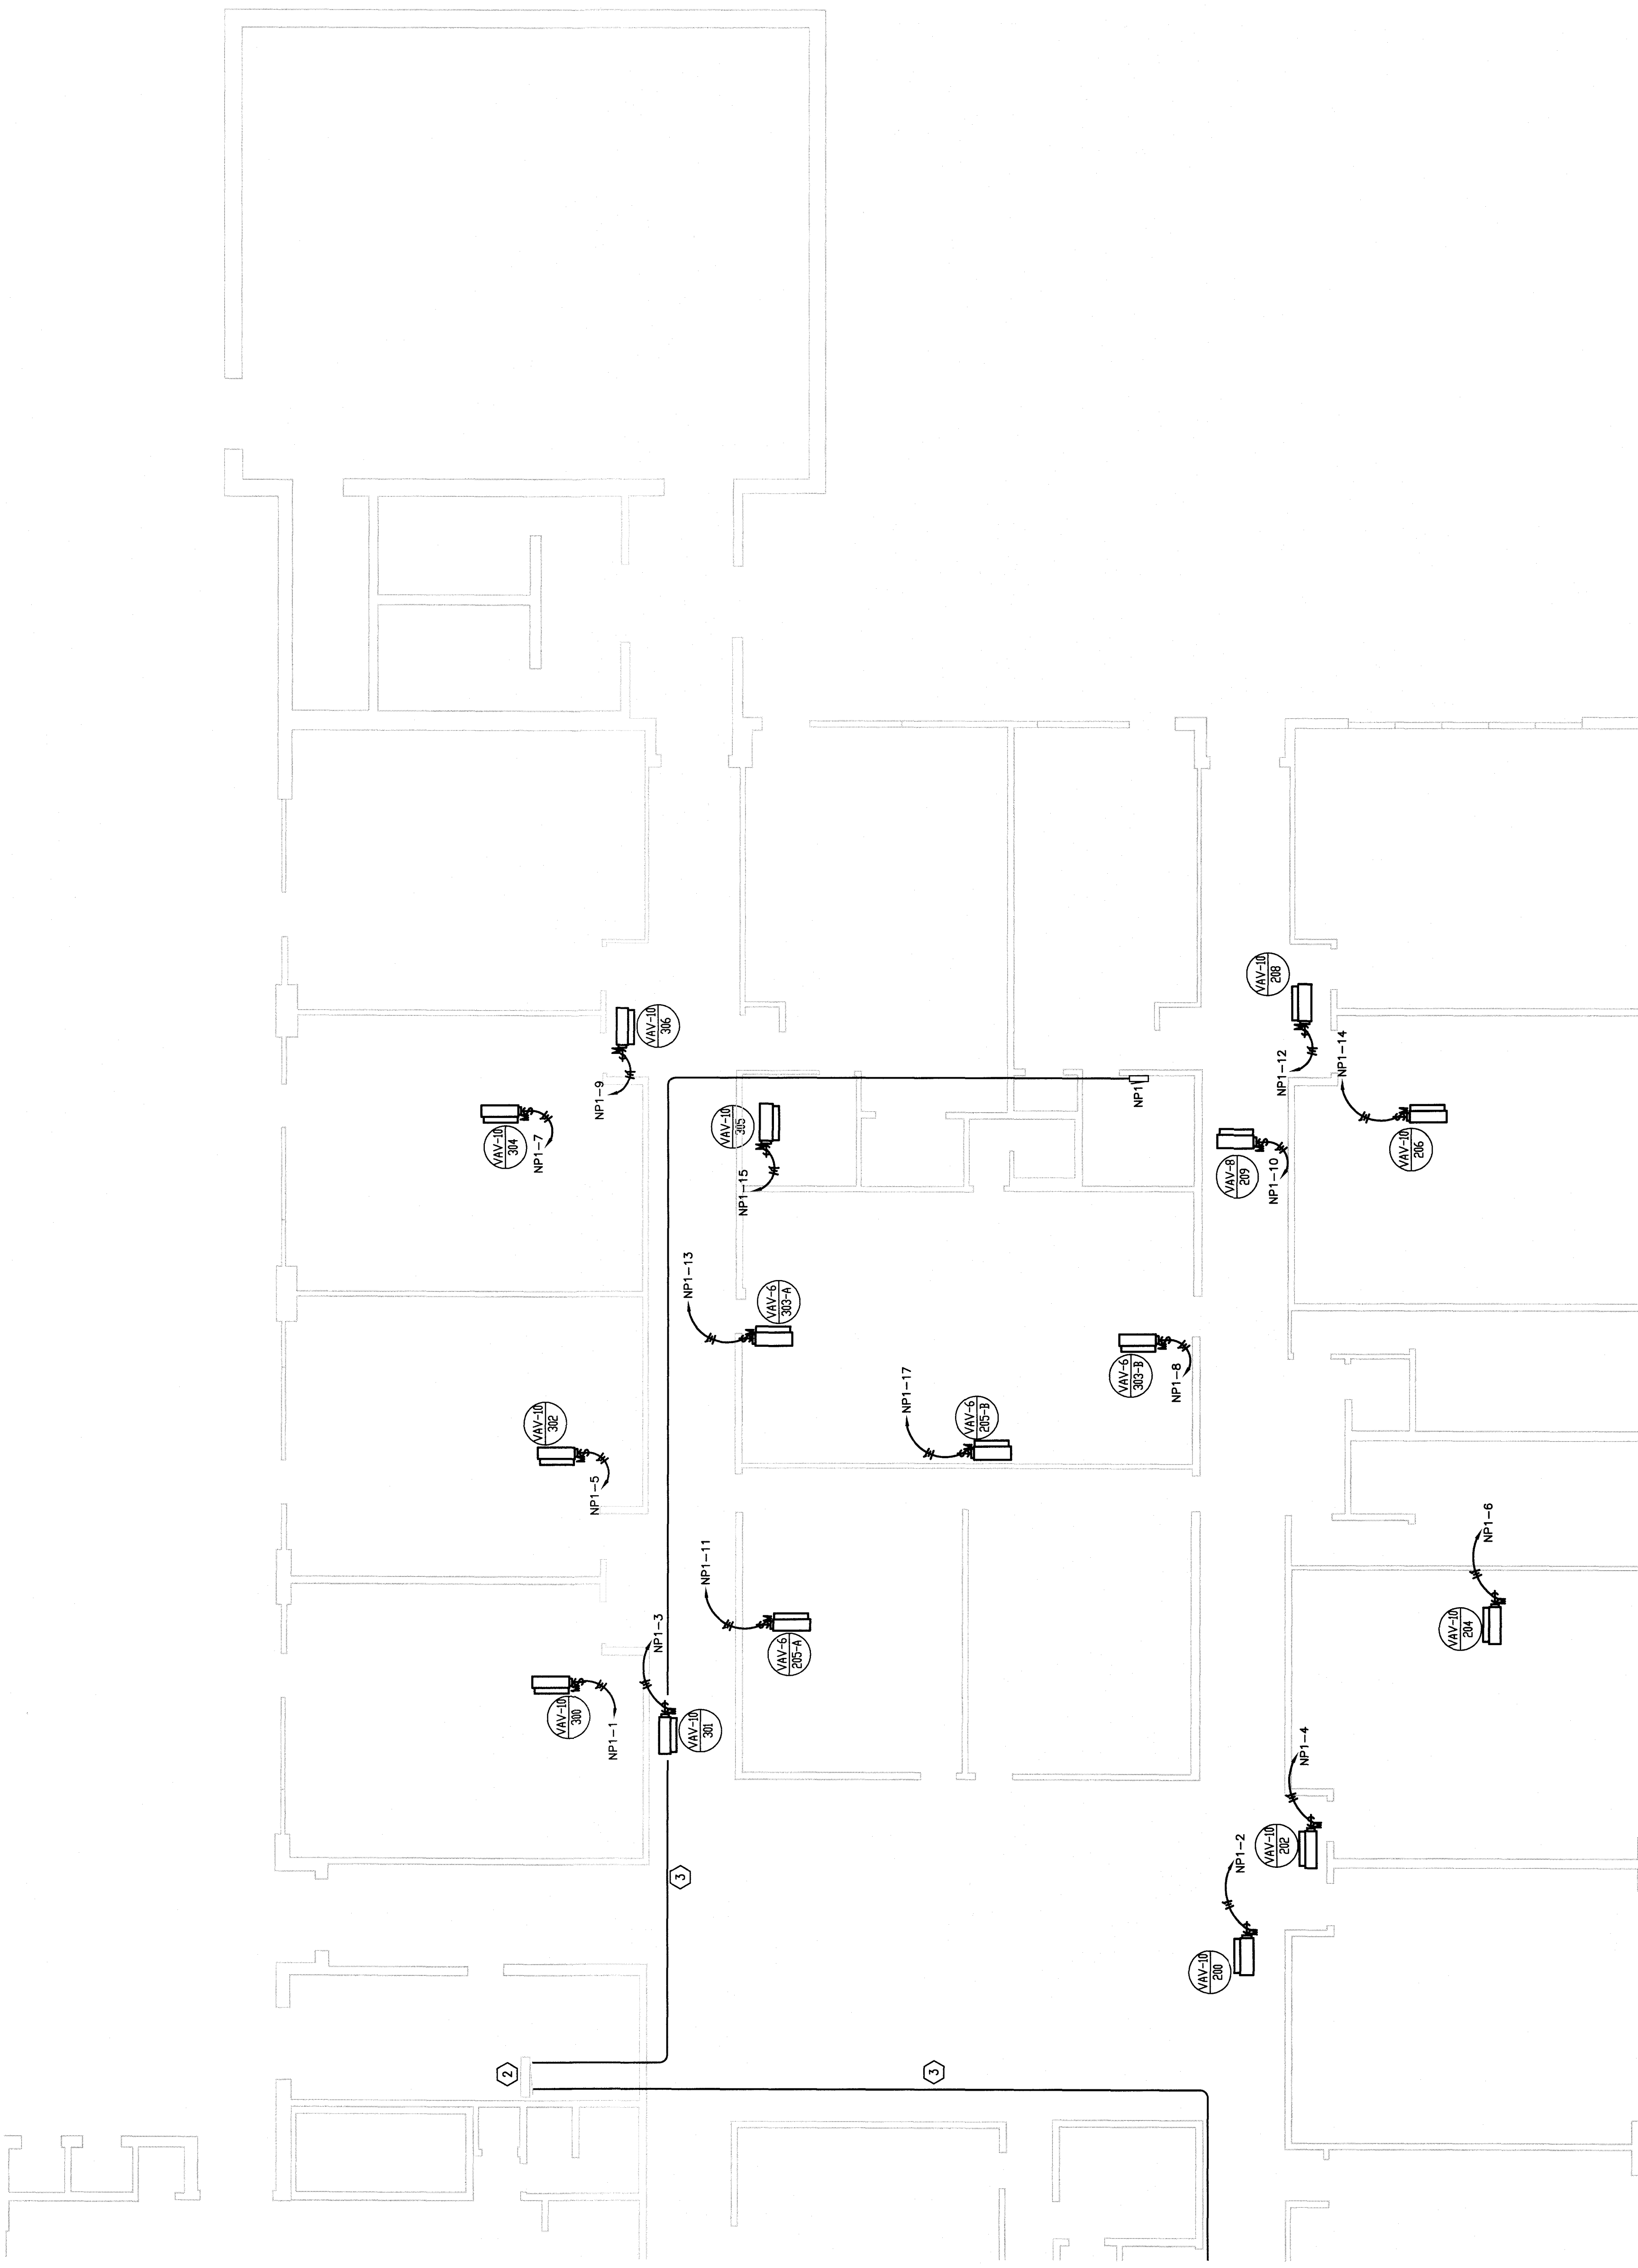 VAV-10
208
VAV-10
306
NP1-12
NP1-14
NP1-9
VAV-10
304
NP1-7
VAV-10
305
NP1
VAV-8
209
VAV-10
206
NP1-15
NP1-10
NP1-13
VAV-6
303-A
VAV-6
303-B
NP1-8
NP1-17
VAV-6
205-B
VAV-10
302
NP1-5
NP1-11
NP1-6
NP1-3
VAV-6
205-A
VAV-10
204
VAV-10
300
NP1-1
VAV-10
301
NP1-4
VAV-10
202
NP1-2
3
VAV-10
200
2
3